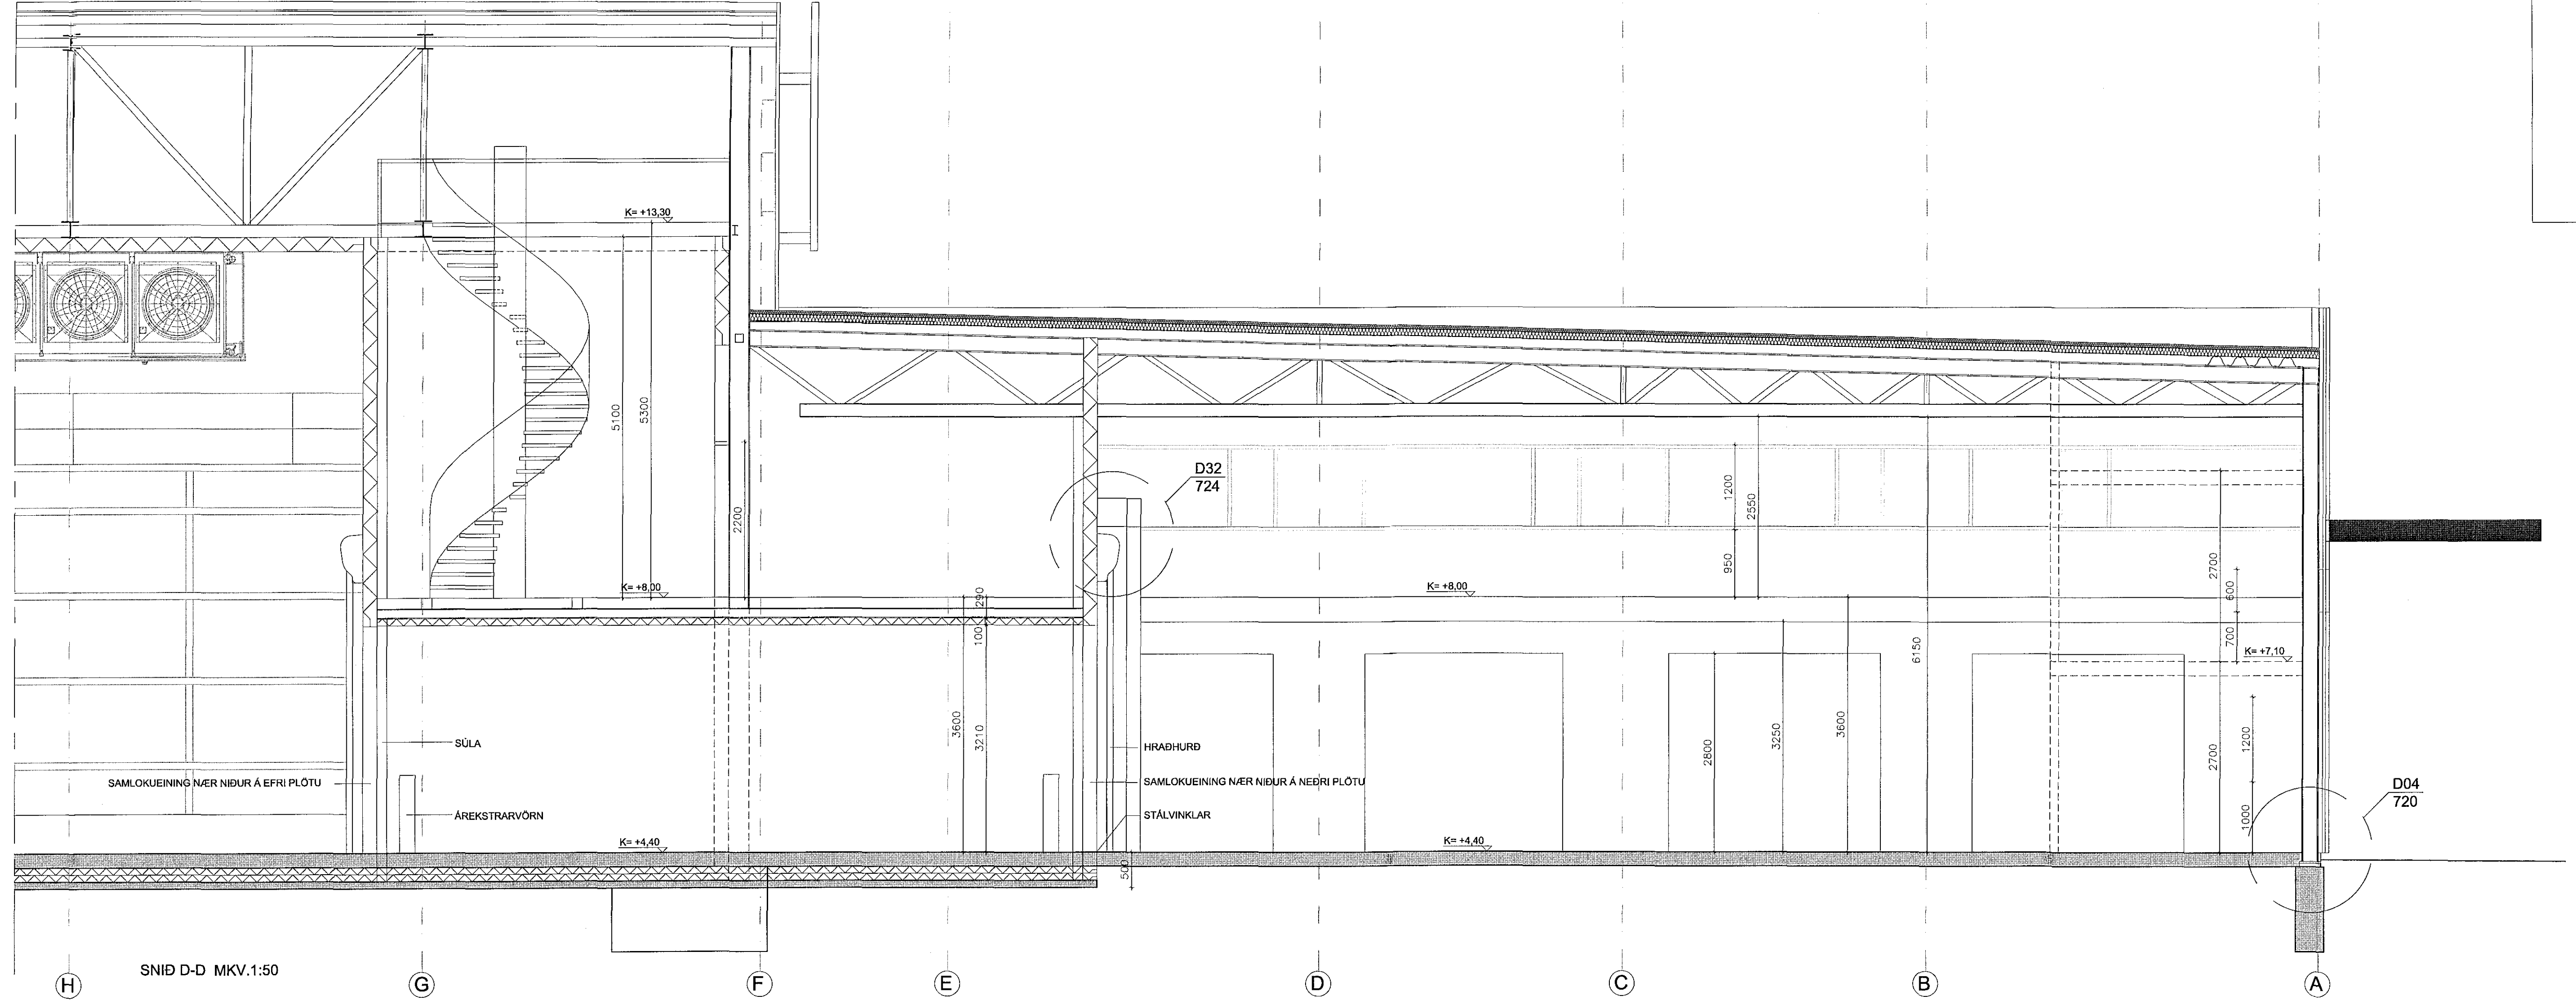 K= +13,30
5100
5300
2200
D32
724
1200
2550
950
2700
600
700
K= +8,00
290
K= +8,00
100
6150
K= +7,10
3600
3210
2800
3250
3600
2700
1200
1000
SÚLA
HRAÐHURÐ
SAMLOKUEINING NÆR NIÐUR Á EFRI PLÖTU
SAMLOKUEINING NÆR NIÐUR Á NEÐRI PLÖTU
ÁREKSTRARVÖRN
STÁLVINKLAR
D04
720
K= +4,40
K= +4,40
500
SNIÐ D-D MKV.1:50
H G F E D C B A